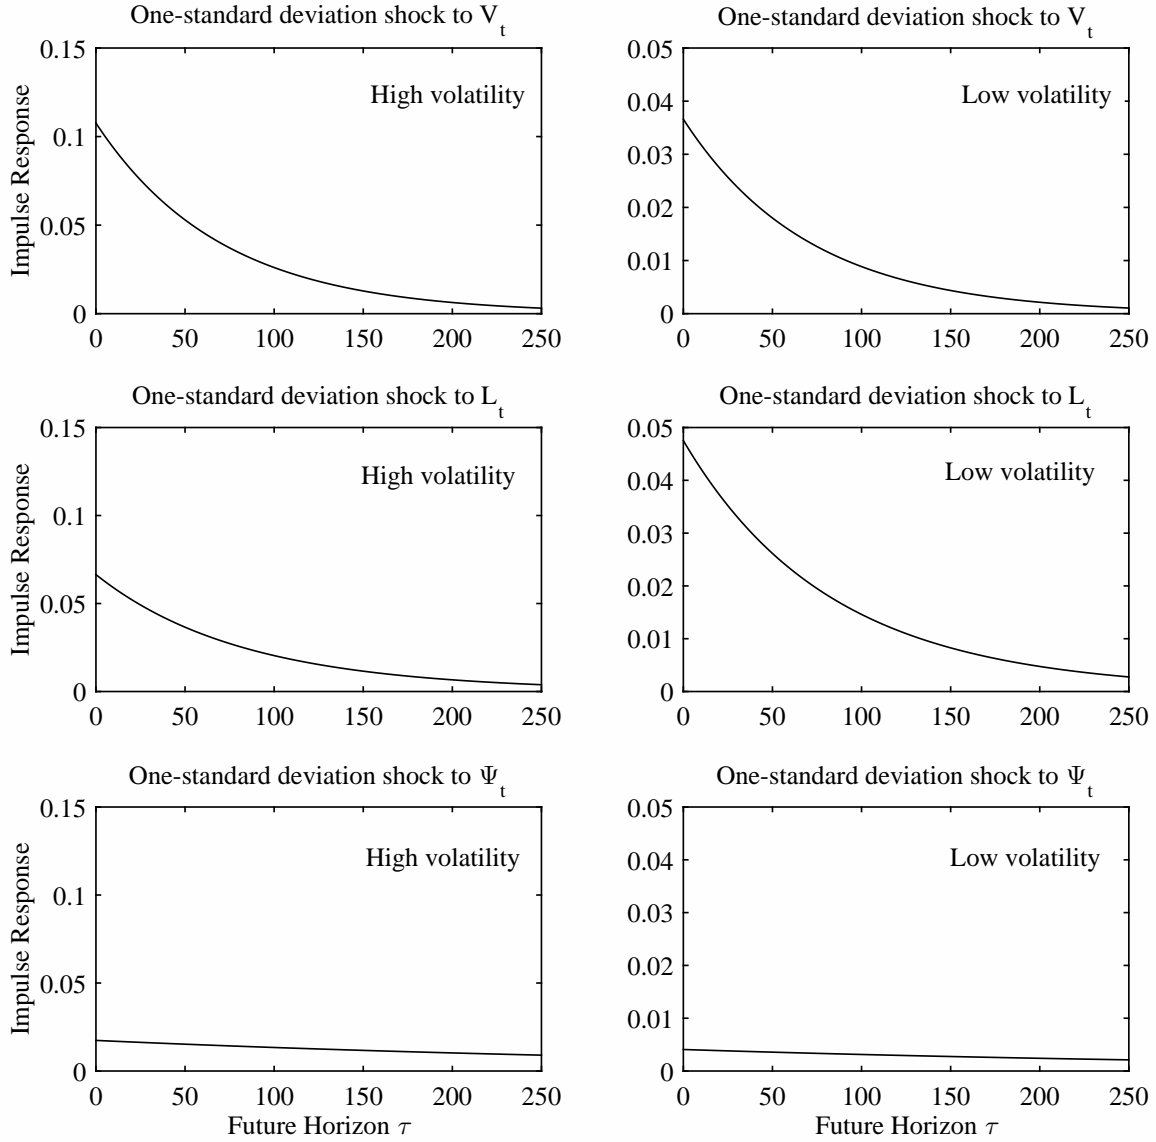 One-standard deviation shock to V_t
0.15
0.1
0.05
0
Impulse Response
High volatility
0 50 100 150 200 250
One-standard deviation shock to V_t
0.05
0.04
0.03
0.02
0.01
0
Low volatility
0 50 100 150 200 250
One-standard deviation shock to L_t
0.15
0.1
0.05
0
Impulse Response
High volatility
0 50 100 150 200 250
One-standard deviation shock to L_t
0.05
0.04
0.03
0.02
0.01
0
Low volatility
0 50 100 150 200 250
One-standard deviation shock to Ψ_t
0.15
0.1
0.05
0
Impulse Response
High volatility
0 50 100 150 200 250
Future Horizon τ
One-standard deviation shock to Ψ_t
0.05
0.04
0.03
0.02
0.01
0
Low volatility
0 50 100 150 200 250
Future Horizon τ